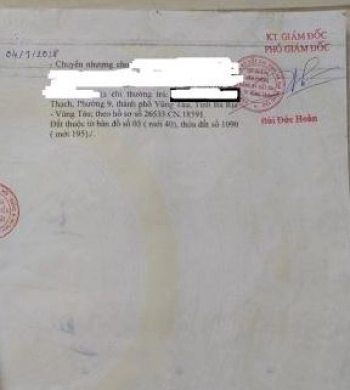 KT GIÁM ĐỐC
PHÓ GIÁM ĐỐC
04/9/2018
- Chuyển nhượng cho
địa chỉ thường trú:
Thạch, Phường 9, thành phố Vũng Tàu, Tỉnh Bà Rịa
- Vũng Tàu; theo hồ sơ số 26533.CN.18591.
Đất thuộc tờ bản đồ số 03 ( mới 40), thửa đất số 1090
( mới 195)./.
Bùi Đức Hoàn